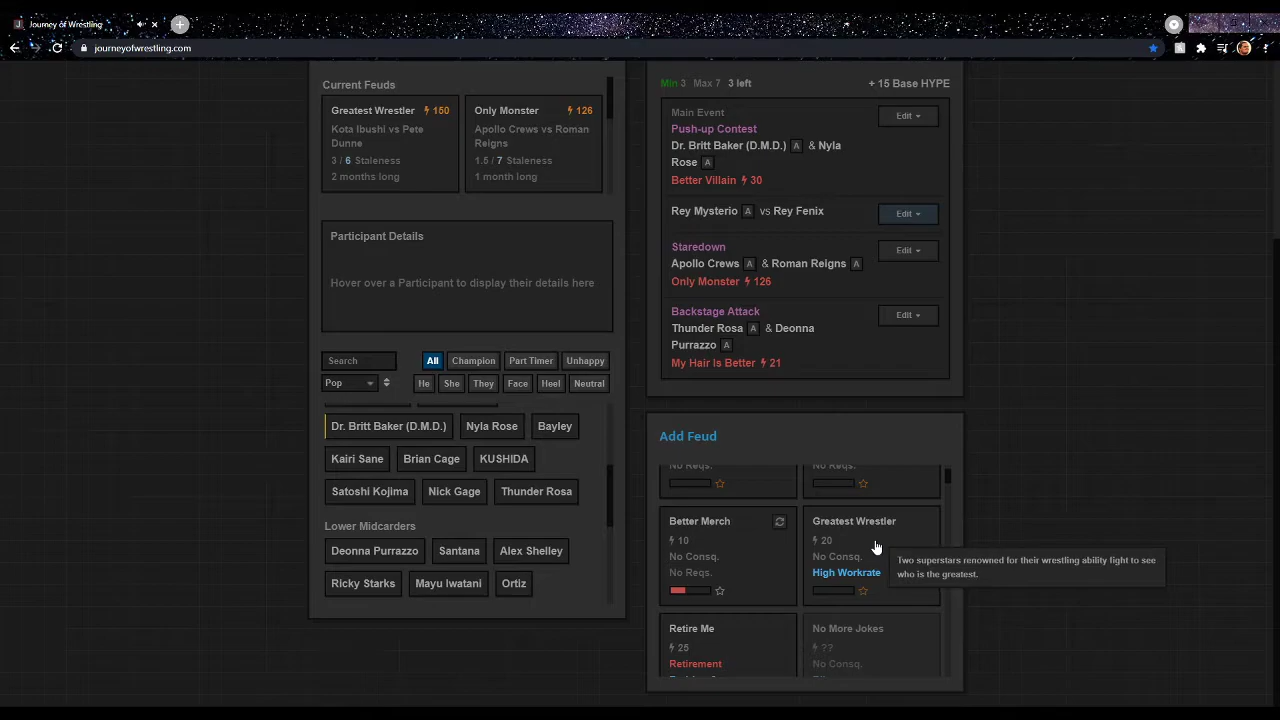 Journey of Wrestling
journeyofwrestling.com
Current Feuds
Greatest Wrestler 150
Kota Ibushi vs Pete
Dunne
3 / 6 Staleness
2 months long
Only Monster 126
Apollo Crews vs Roman
Reigns
1.5 / 7 Staleness
1 month long
Participant Details
Hover over a Participant to display their details here
Search
All
Champion
Part Timer
Unhappy
Pop
He
She
They
Face
Heel
Neutral
Dr. Britt Baker (D.M.D.)
Nyla Rose
Bayley
Kairi Sane
Brian Cage
KUSHIDA
Satoshi Kojima
Nick Gage
Thunder Rosa
Lower Midcarders
Deonna Purrazzo
Santana
Alex Shelley
Ricky Starks
Mayu Iwatani
Ortiz
Min 3 Max 7 3 left + 15 Base HYPE
Main Event
Push-up Contest
Dr. Britt Baker (D.M.D.) A & Nyla
Rose A
Better Villain 30
Edit
Rey Mysterio A vs Rey Fenix
Edit
Staredown
Apollo Crews A & Roman Reigns A
Only Monster 126
Edit
Backstage Attack
Thunder Rosa A & Deonna
Purrazzo A
My Hair Is Better 21
Edit
Add Feud
No Reqs.
No Reqs.
Better Merch
10
No Consq.
No Reqs.
Greatest Wrestler
20
No Consq.
High Workrate
Two superstars renowned for their wrestling ability fight to see
who is the greatest.
Retire Me
25
Retirement
No More Jokes
??
No Consq.